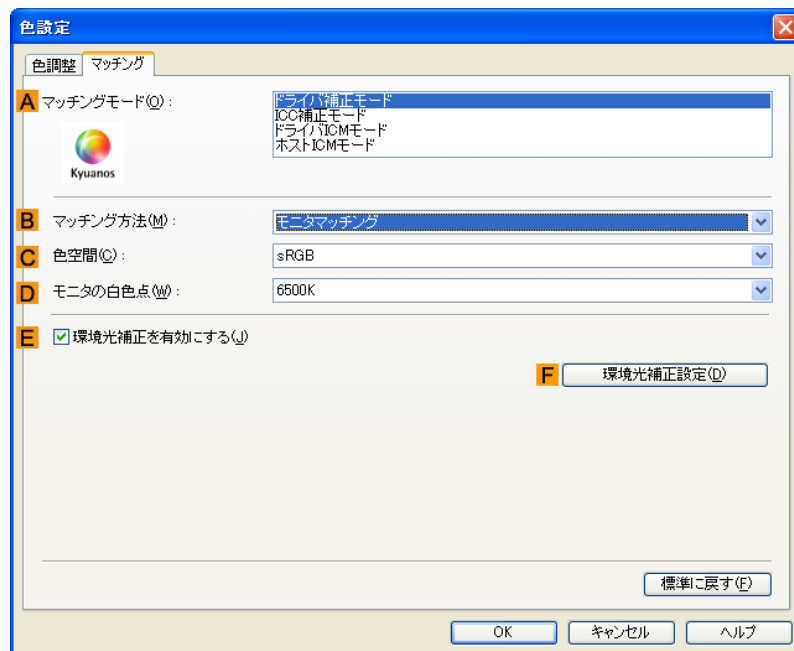 色設定
色調整 マッチング
A マッチングモード(O):
ドライバ補正モード
ICC補正モード
ドライバICMモード
ホストICMモード
Kyuanos
B マッチング方法(M): モニタマッチング
C 色空間(C): sRGB
D モニタの白色点(W): 6500K
E 環境光補正を有効にする(J)
F 環境光補正設定(D)
標準に戻す(F)
OK キャンセル ヘルプ